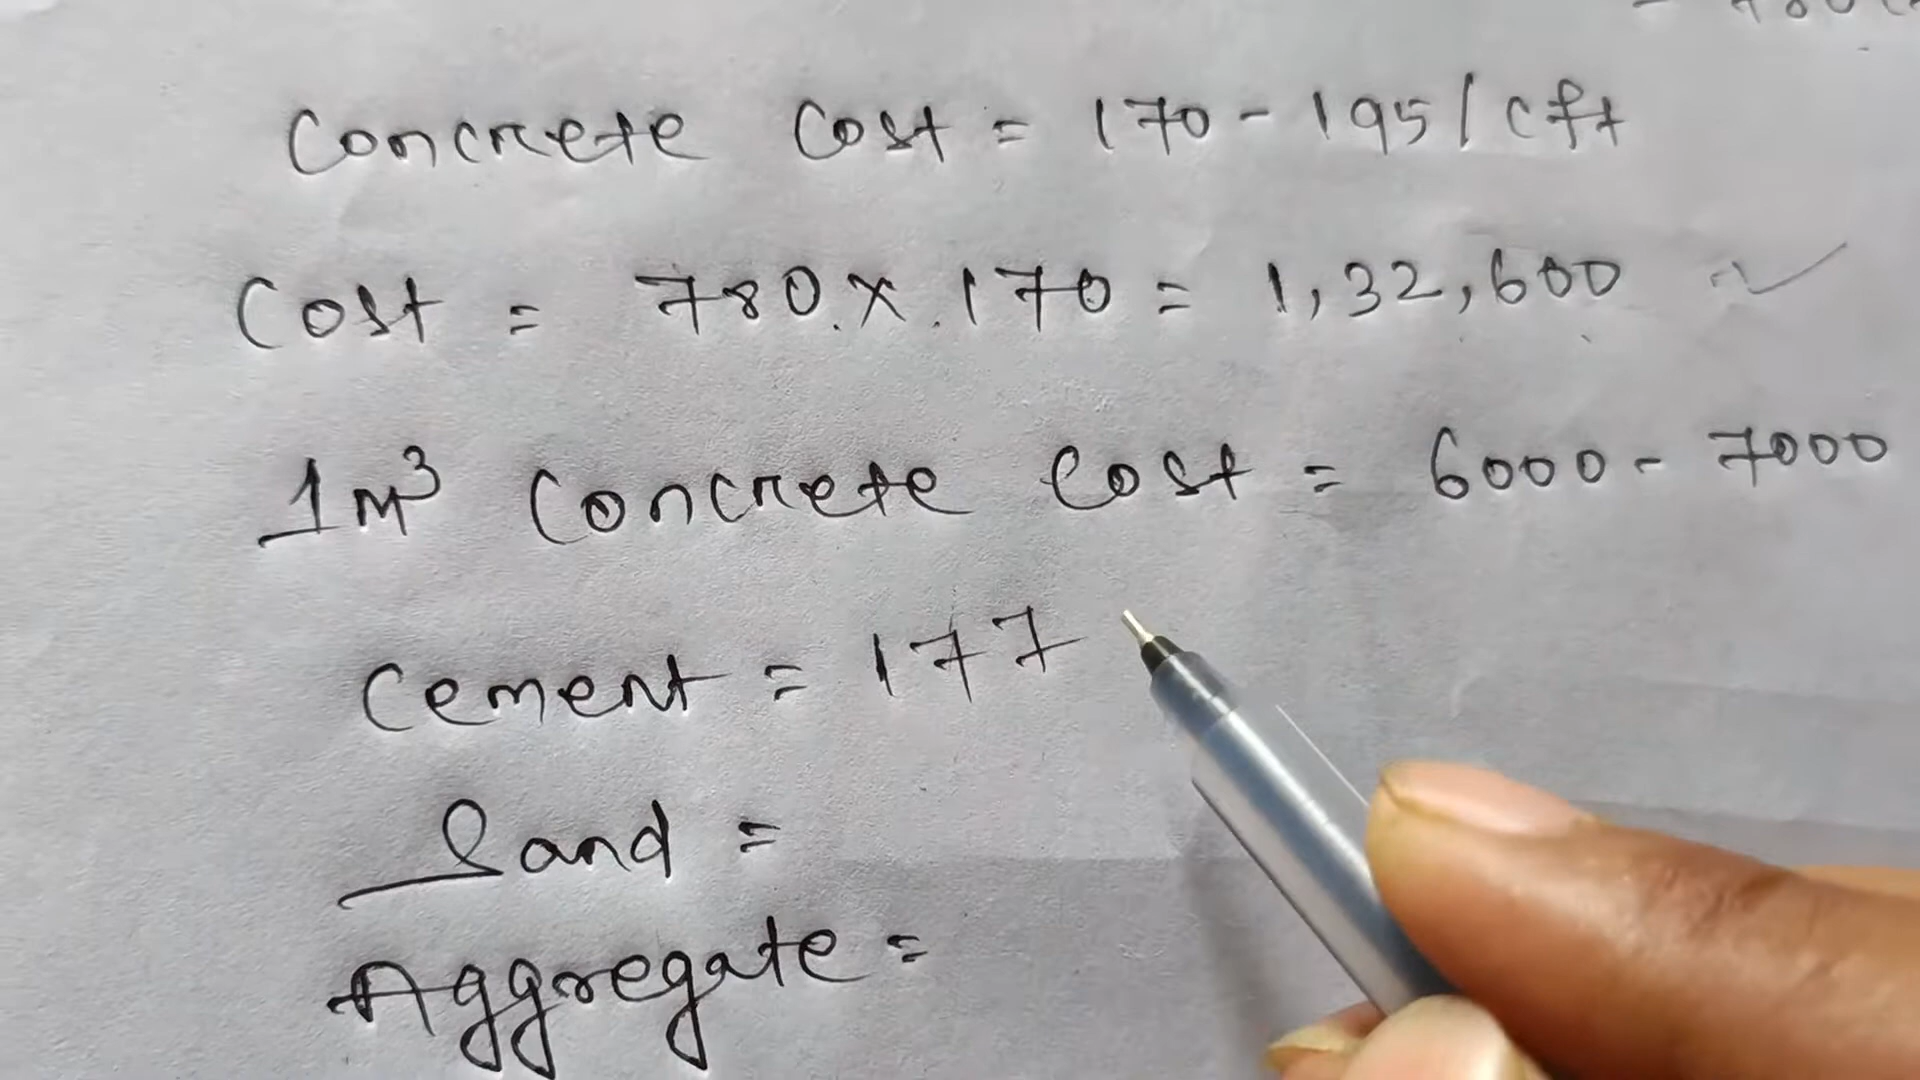 Concrete Cost = 170 - 195/cft
Cost = 780 x 170 = 1,32,600 ✓
1m³ Concrete Cost = 6000 - 7000
Cement = 177
Sand =
Aggregate =